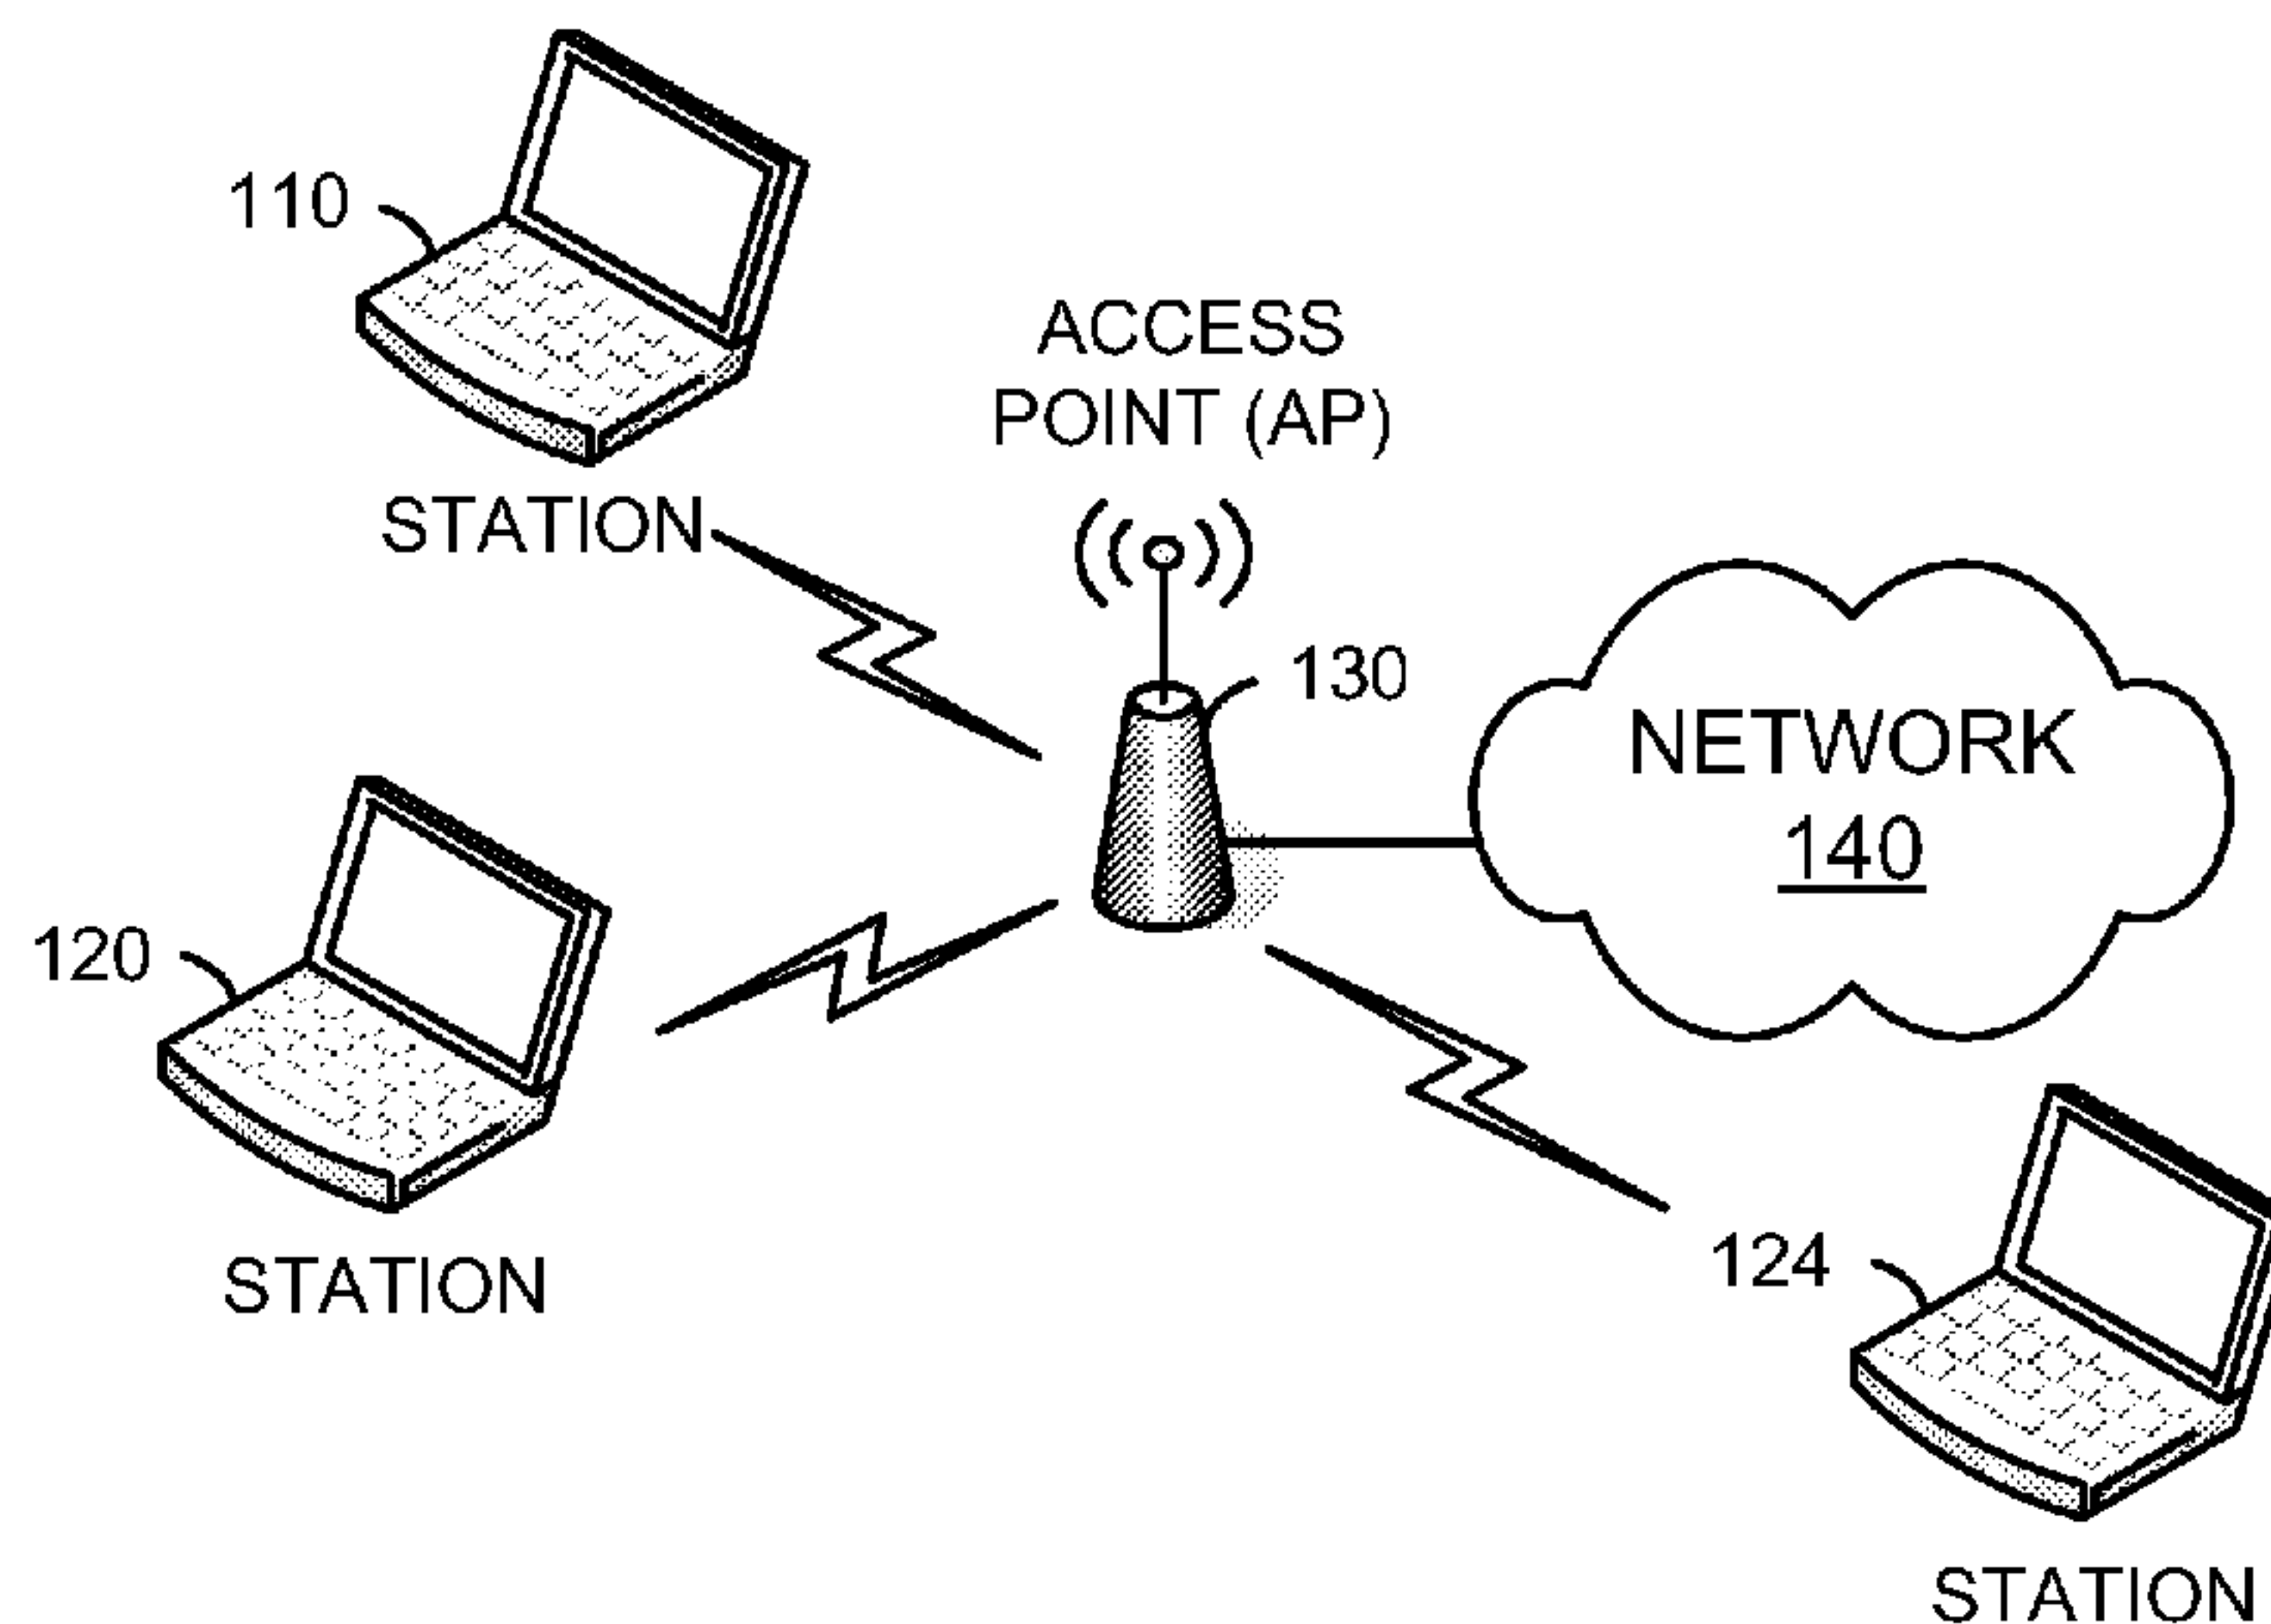 110
STATION
ACCESS
POINT (AP)
130
NETWORK
140
120
STATION
124
STATION